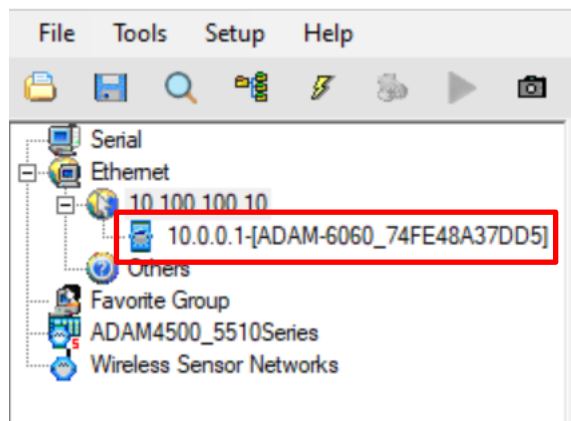 File Tools Setup Help
Serial
Ethernet
10.100.100.10
10.0.0.1-[ADAM-6060_74FE48A37DD5]
Others
Favorite Group
ADAM4500_5510Series
Wireless Sensor Networks